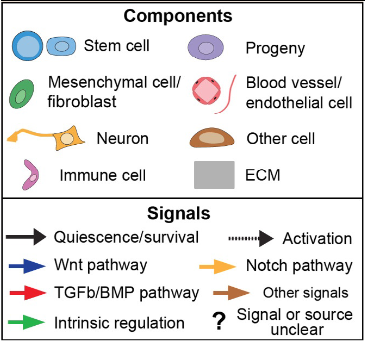 Components
Stem cell
Progeny
Mesenchymal cell/
fibroblast
Blood vessel/
endothelial cell
Neuron
Other cell
Immune cell
ECM
Signals
Quiescence/survival
Activation
Wnt pathway
Notch pathway
TGFb/BMP pathway
Other signals
Intrinsic regulation
? Signal or source
unclear